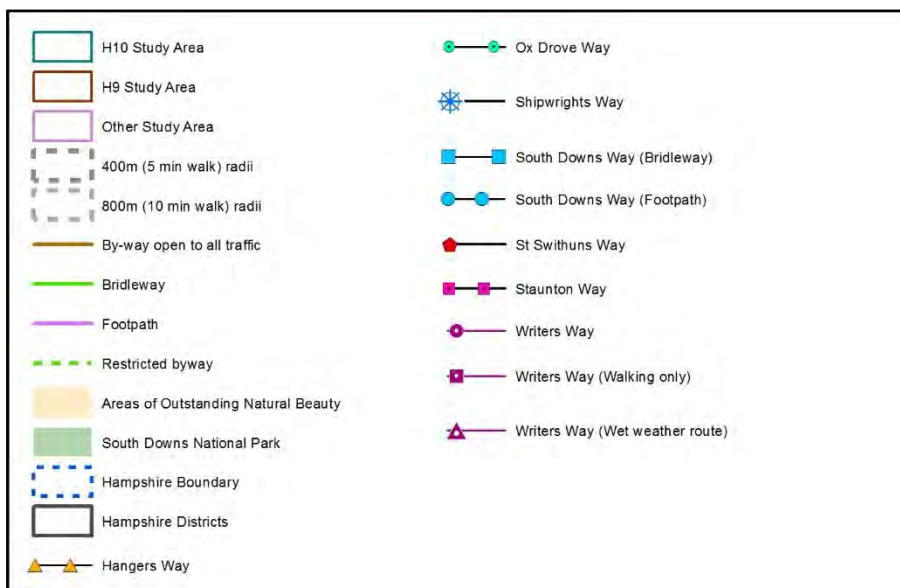 H10 Study Area
H9 Study Area
Other Study Area
400m (5 min walk) radii
800m (10 min walk) radii
By-way open to all traffic
Bridleway
Footpath
Restricted byway
Areas of Outstanding Natural Beauty
South Downs National Park
Hampshire Boundary
Hampshire Districts
Hangers Way
Ox Drove Way
Shipwrights Way
South Downs Way (Bridleway)
South Downs Way (Footpath)
St Swithuns Way
Staunton Way
Writers Way
Writers Way (Walking only)
Writers Way (Wet weather route)